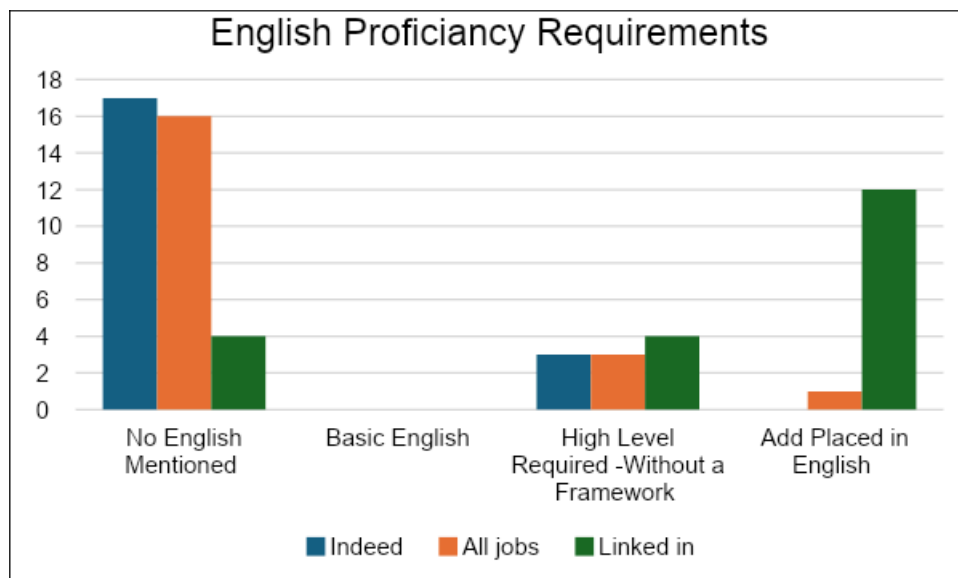 English Proficiancy Requirements
18
16
14
12
10
8
6
4
2
0
No English
Mentioned
Basic English
High Level
Required -Without a
Framework
Add Placed in
English
Indeed
All jobs
Linked in